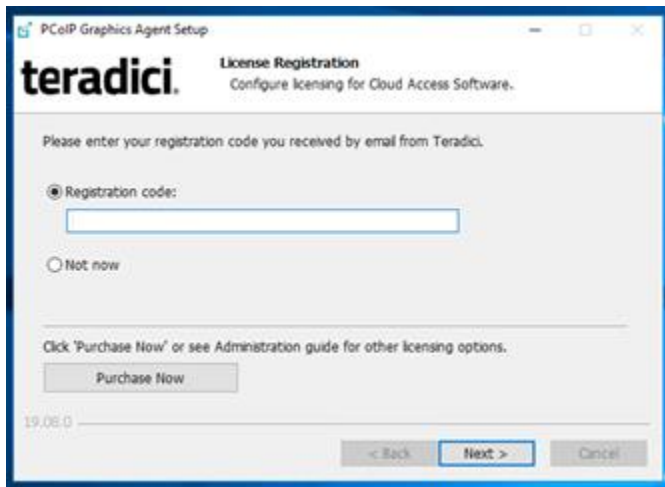 PCoIP Graphics Agent Setup
teradici.
License Registration
Configure licensing for Cloud Access Software.
Please enter your registration code you received by email from Teradici.
Registration code:
Not now
Click 'Purchase Now' or see Administration guide for other licensing options.
Purchase Now
19.08.0
< Back
Next >
Cancel